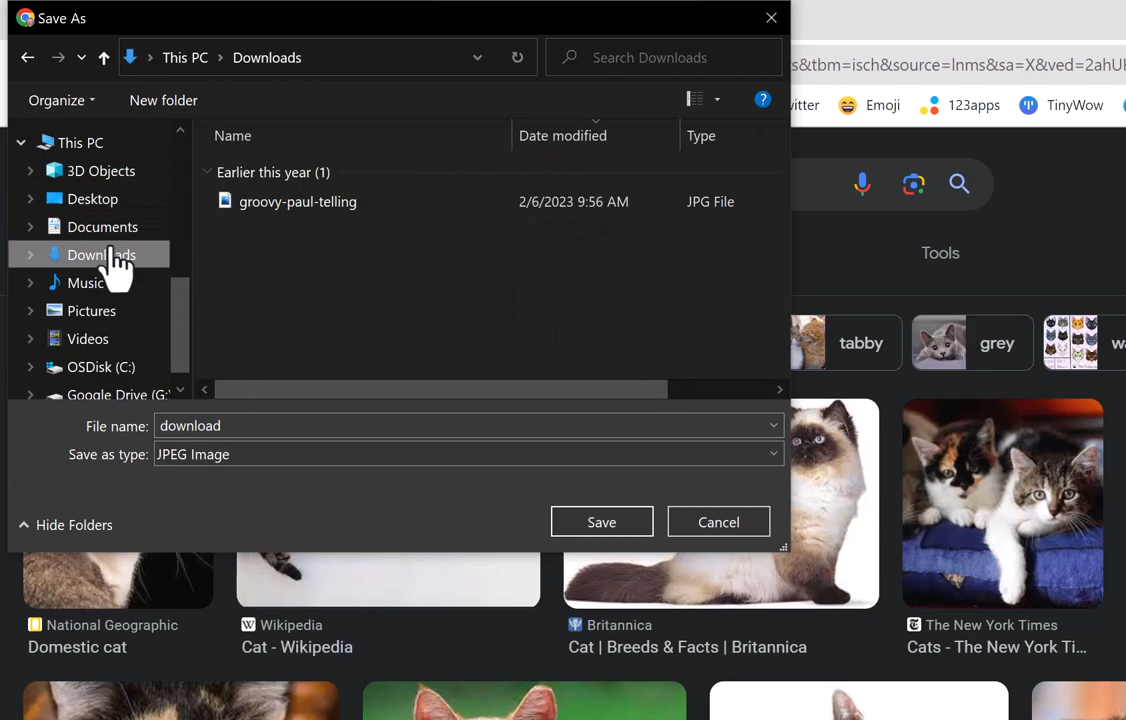 Save As
This PC
Downloads
Search Downloads
s&tbm=isch&source=lnms&sa=X&ved=2ahU
Organize
New folder
?
itter
Emoji
123apps
TinyWow
This PC
3D Objects
Desktop
Documents
Downloads
Music
Pictures
Videos
OSDisk (C:)
Google Drive (G:)
Name
Date modified
Type
Earlier this year (1)
groovy-paul-telling
2/6/2023 9:56 AM
JPG File
Tools
tabby
grey
File name:
download
Save as type:
JPEG Image
Hide Folders
Save
Cancel
National Geographic
Domestic cat
Wikipedia
Cat - Wikipedia
Britannica
Cat | Breeds & Facts | Britannica
The New York Times
Cats - The New York Ti...